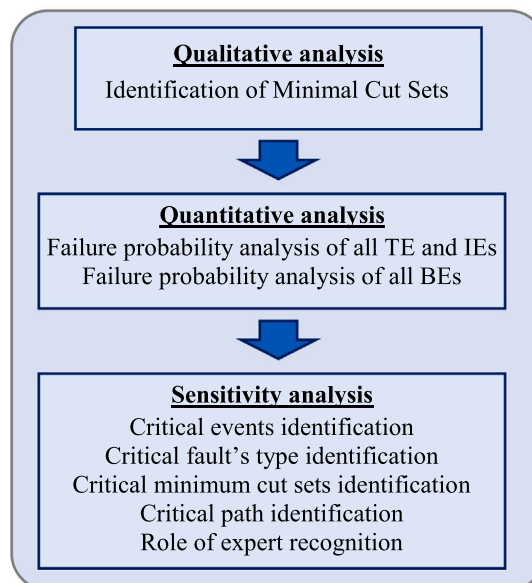 Qualitative analysis
Identification of Minimal Cut Sets
Quantitative analysis
Failure probability analysis of all TE and IEs
Failure probability analysis of all BEs
Sensitivity analysis
Critical events identification
Critical fault's type identification
Critical minimum cut sets identification
Critical path identification
Role of expert recognition